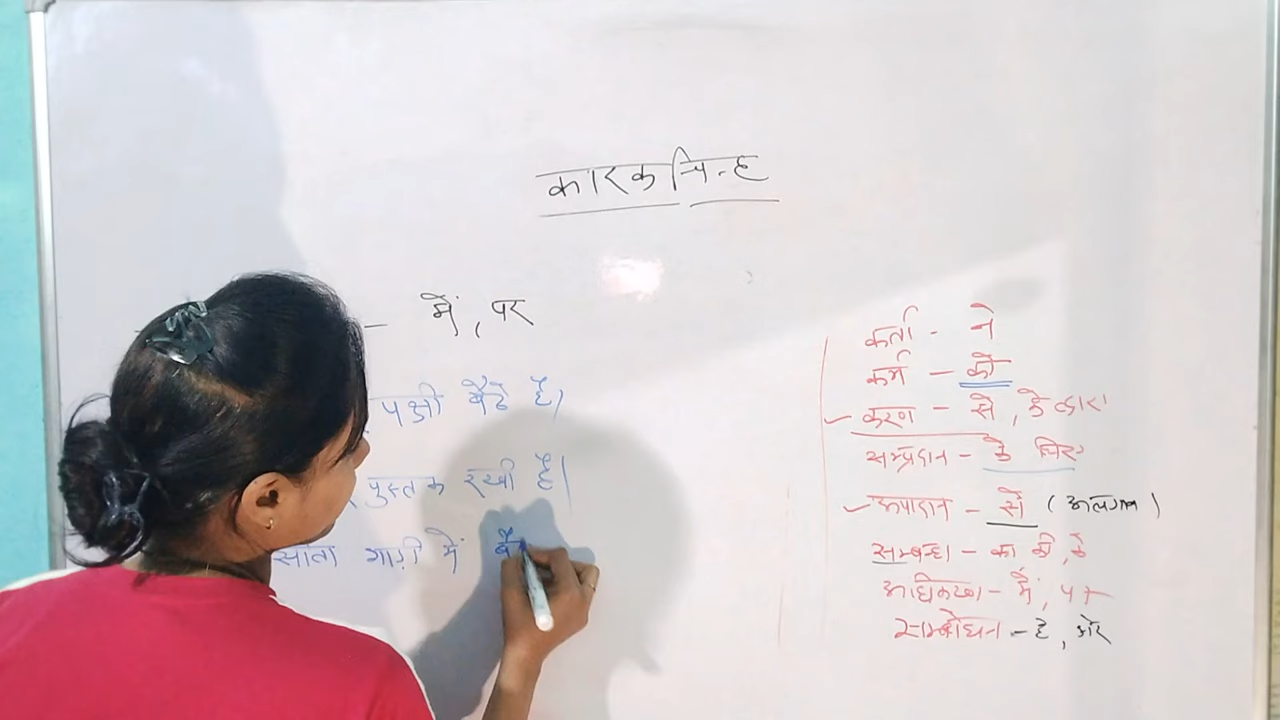 कारक चिन्ह
— में, पर
पक्षी बैठे है।
पुस्तक रखी है।
सीता गाड़ी में बै
कर्ता - ने
कर्म - को
करण - से, के द्वारा
सम्प्रदान - के लिए
अपादान - से (अलगाव)
सम्बन्ध - का की, के
अधिकरण - में, पर
सम्बोधन - हे, ओर